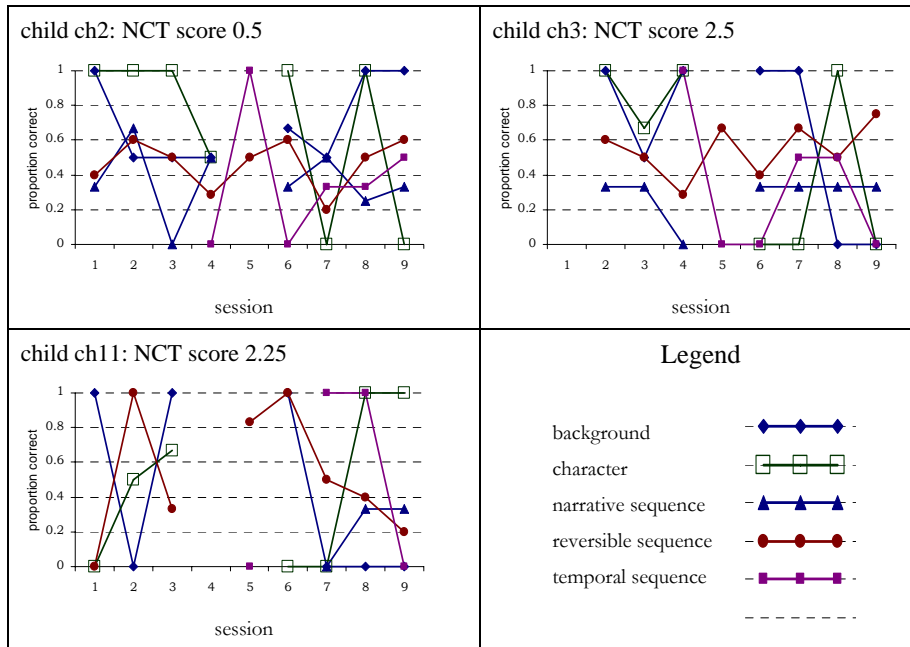 child ch2: NCT score 0.5
proportion correct
1
0.8
0.6
0.4
0.2
0
1 2 3 4 5 6 7 8 9
session
child ch3: NCT score 2.5
proportion correct
1
0.8
0.6
0.4
0.2
0
1 2 3 4 5 6 7 8 9
session
child ch11: NCT score 2.25
proportion correct
1
0.8
0.6
0.4
0.2
0
1 2 3 4 5 6 7 8 9
session
Legend
background
character
narrative sequence
reversible sequence
temporal sequence